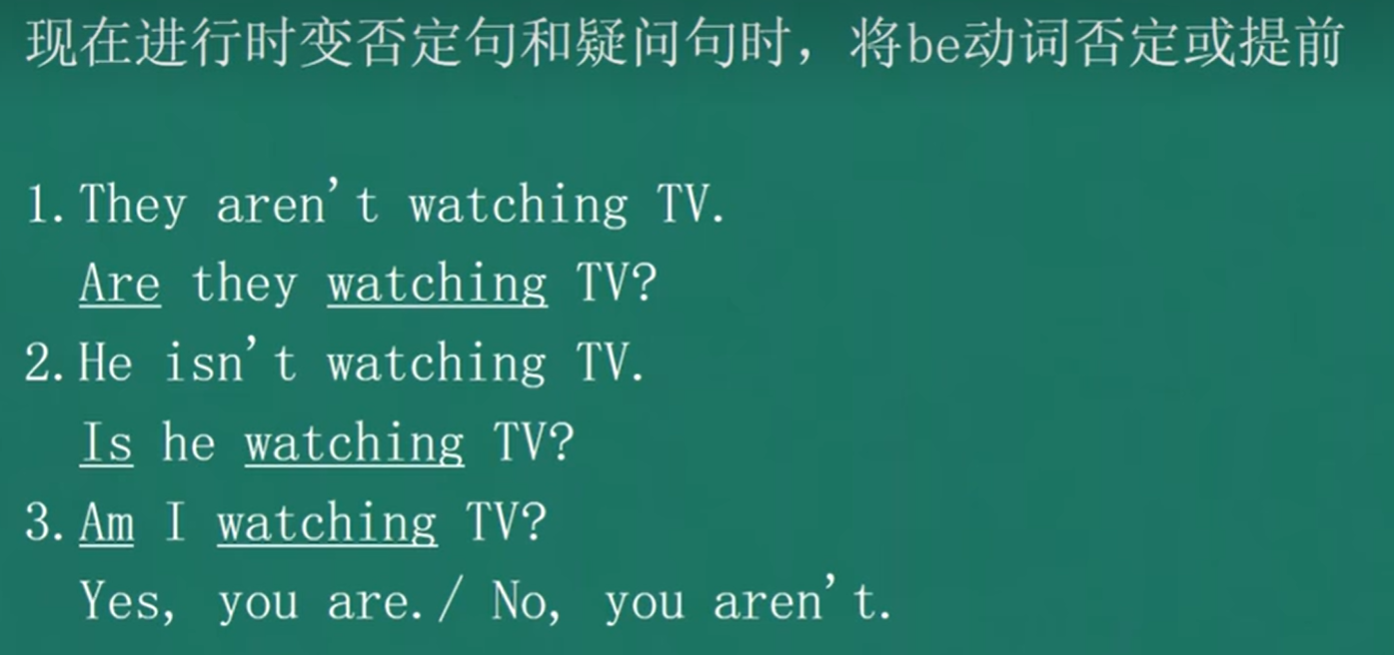 现在进行时变否定句和疑问句时，将be动词否定或提前
1. They aren't watching TV.
Are they watching TV?
2. He isn't watching TV.
Is he watching TV?
3. Am I watching TV?
Yes, you are./ No, you aren't.